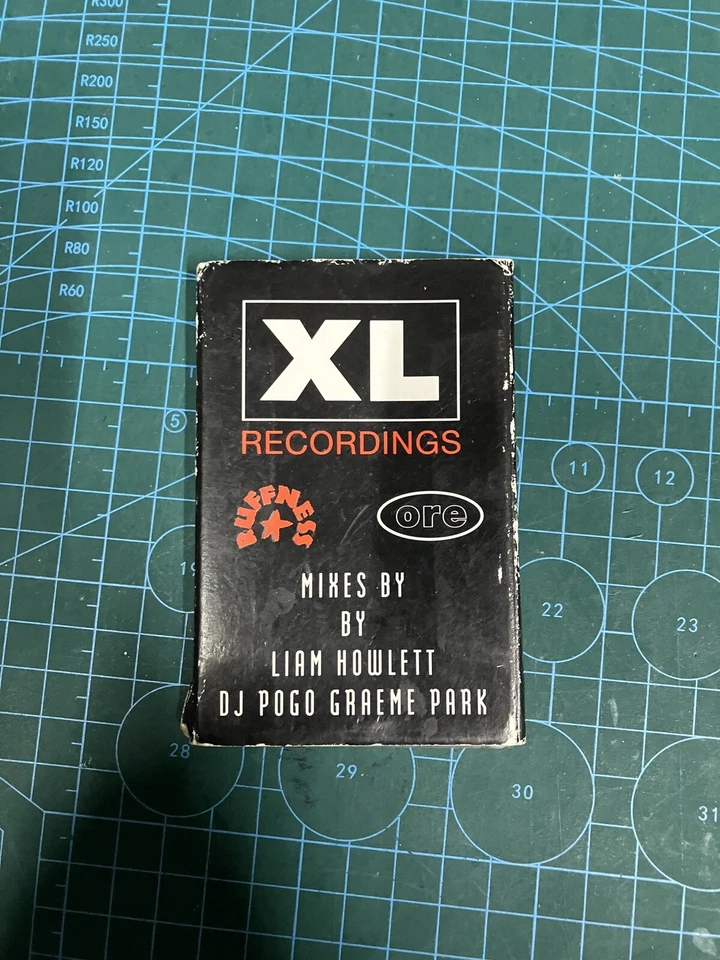 R300
R250
R200
R150
R120
R100
R80
R60
XL
RECORDINGS
5
11
12
RUFFNESS
ore
MIXES BY
BY
LIAM HOWLETT
DJ POGO GRAEME PARK
19
22
23
28
29
30
31